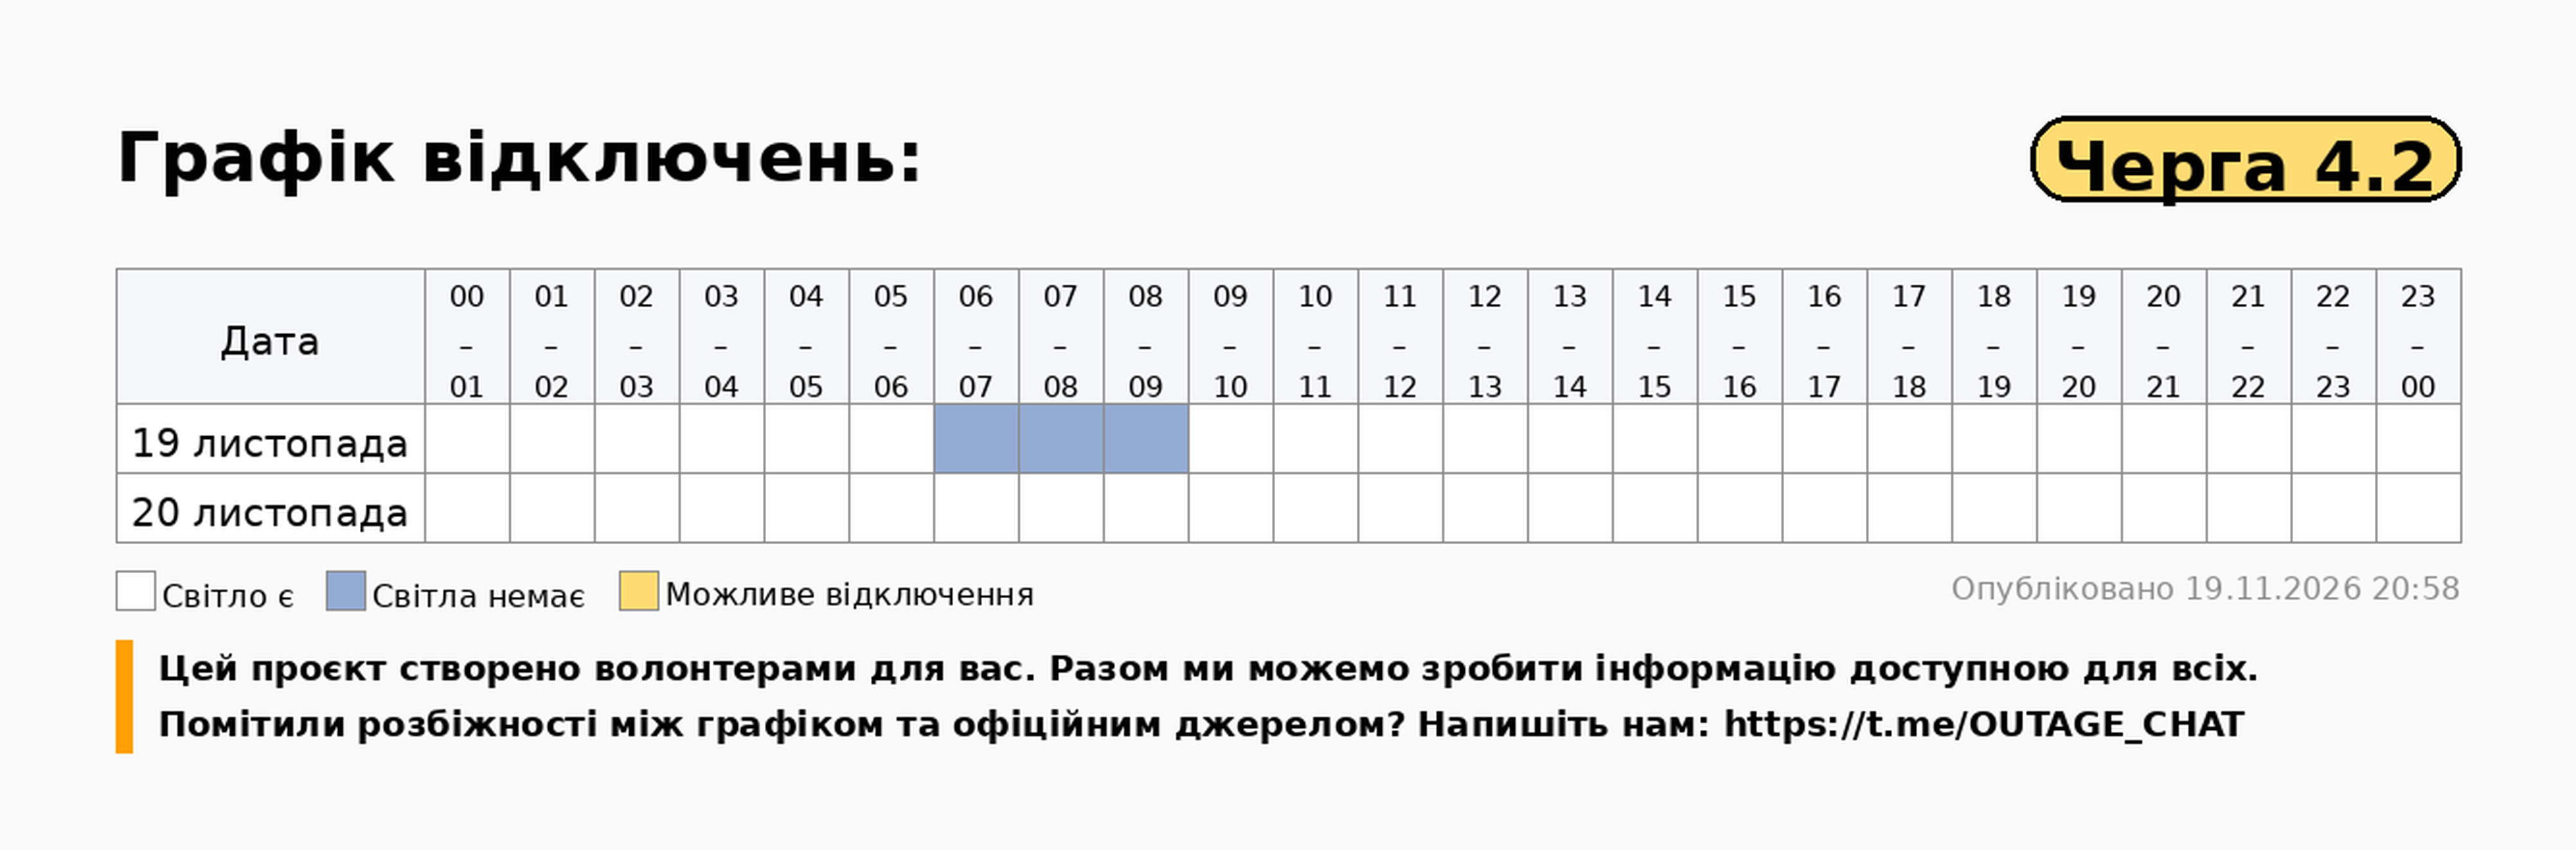 Графік відключень:
Черга 4.2
Дата 00 – 01 01 – 02 02 – 03 03 – 04 04 – 05 05 – 06 06 – 07 07 – 08 08 – 09 09 – 10 10 – 11 11 – 12 12 – 13 13 – 14 14 – 15 15 – 16 16 – 17 17 – 18 18 – 19 19 – 20 20 – 21 21 – 22 22 – 23 23 – 00
19 листопада
20 листопада
Світло є Світла немає Можливе відключення
Опубліковано 19.11.2026 20:58
Цей проєкт створено волонтерами для вас. Разом ми можемо зробити інформацію доступною для всіх.
Помітили розбіжності між графіком та офіційним джерелом? Напишіть нам: https://t.me/OUTAGE_CHAT